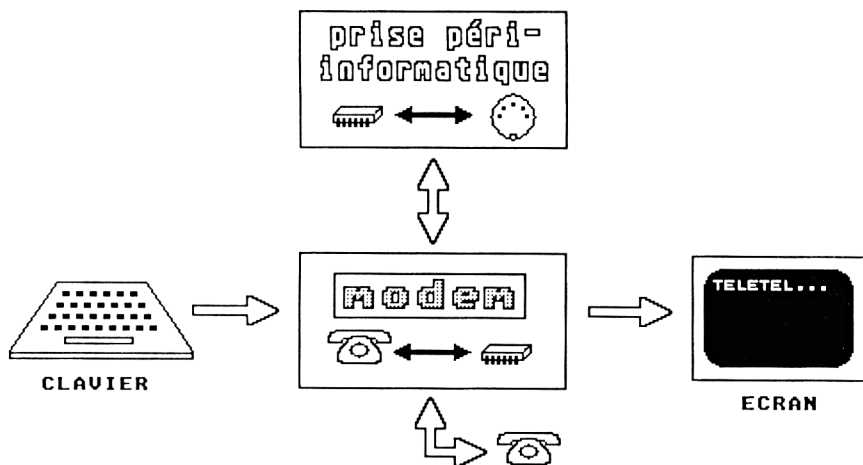 prise péri-
informatique
modem
TELETEL...
CLAVIER
ECRAN